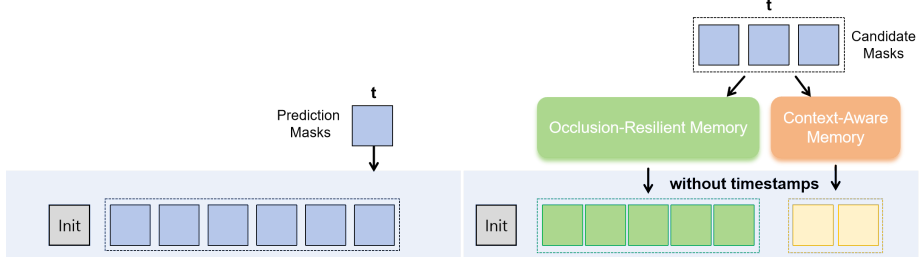 t
Prediction
Masks
Init
t
Candidate
Masks
Occlusion-Resilient Memory
Context-Aware
Memory
without timestamps
Init